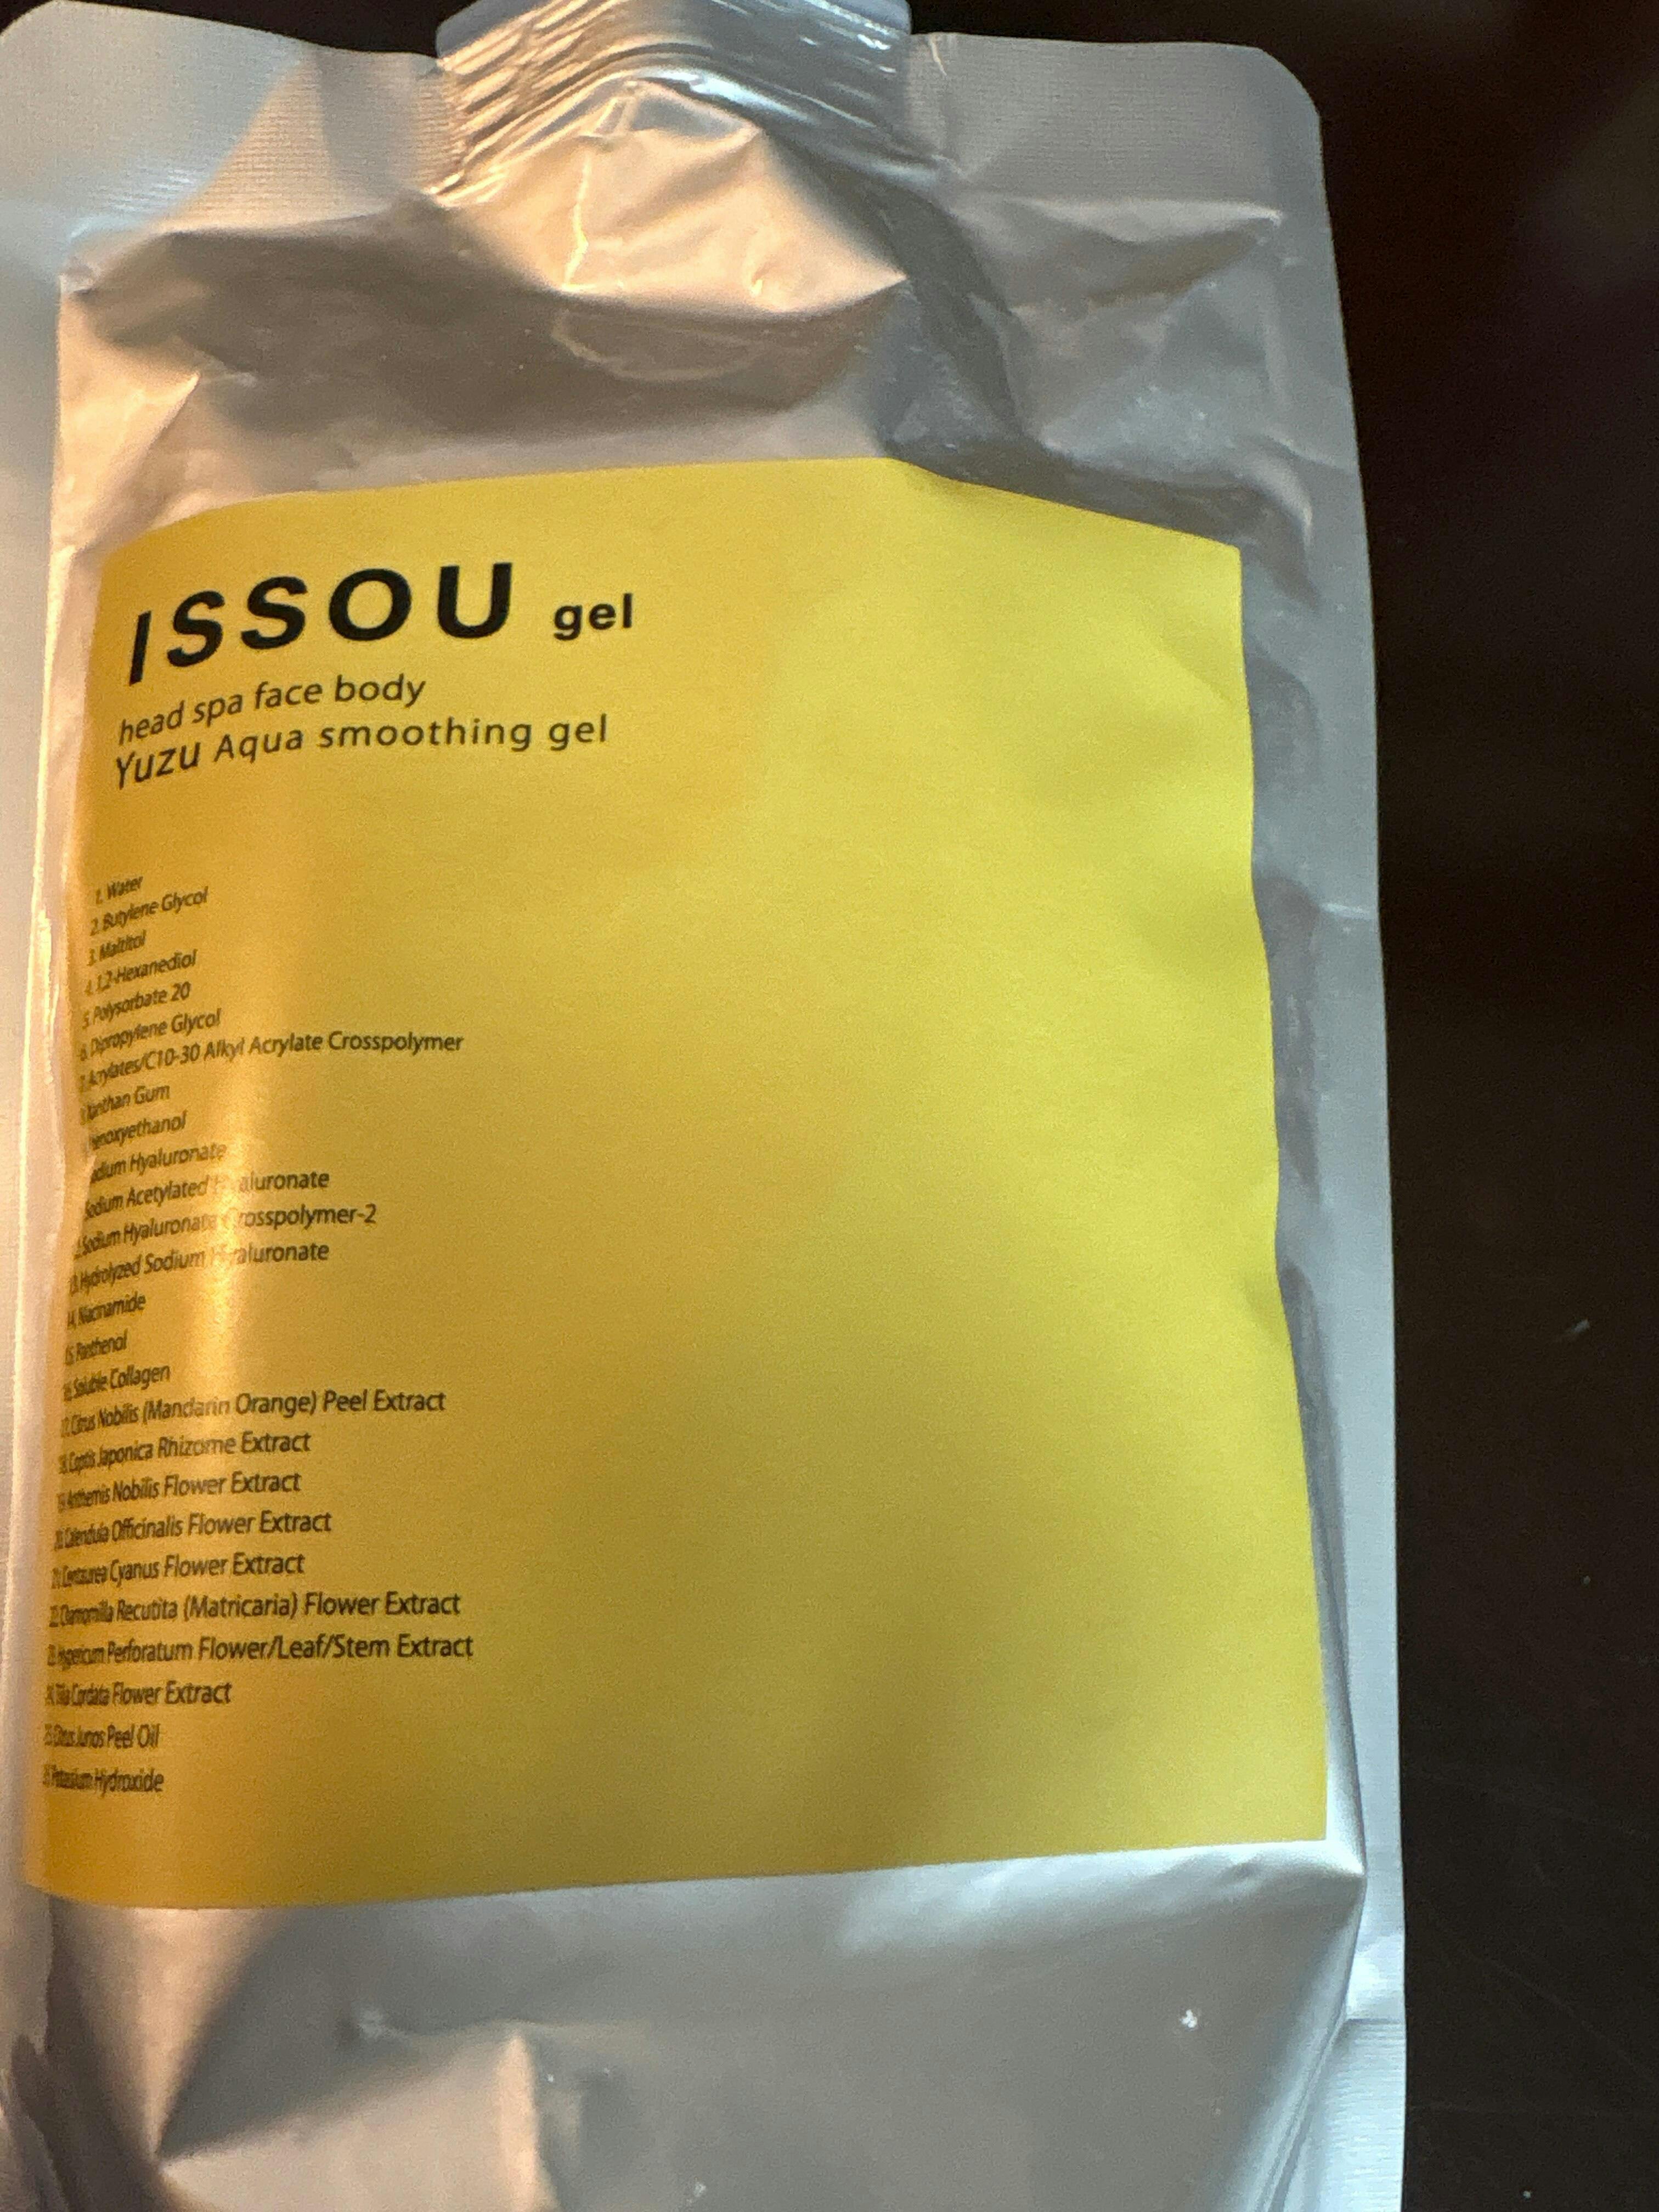 ISSOU gel
head spa face body
Yuzu Aqua smoothing gel
1. Water
2. Butylene Glycol
3. Maltitol
4. 1,2-Hexanediol
5. Polysorbate 20
6. Dipropylene Glycol
7. Acrylates/C10-30 Alkyl Acrylate Crosspolymer
Xanthan Gum
Phenoxyethanol
Sodium Hyaluronate
Sodium Acetylated Hyaluronate
Sodium Hyaluronate Crosspolymer-2
13. Hydrolyzed Sodium Hyaluronate
14. Niacinamide
15. Panthenol
16. Soluble Collagen
17. Citrus Nobilis (Mandarin Orange) Peel Extract
18. Coptis Japonica Rhizome Extract
19. Anthemis Nobilis Flower Extract
20. Calendula Officinalis Flower Extract
21. Centaurea Cyanus Flower Extract
22. Chamomilla Recutita (Matricaria) Flower Extract
23. Hypericum Perforatum Flower/Leaf/Stem Extract
24. Tilia Cordata Flower Extract
25. Citrus Junos Peel Oil
26. Potassium Hydroxide